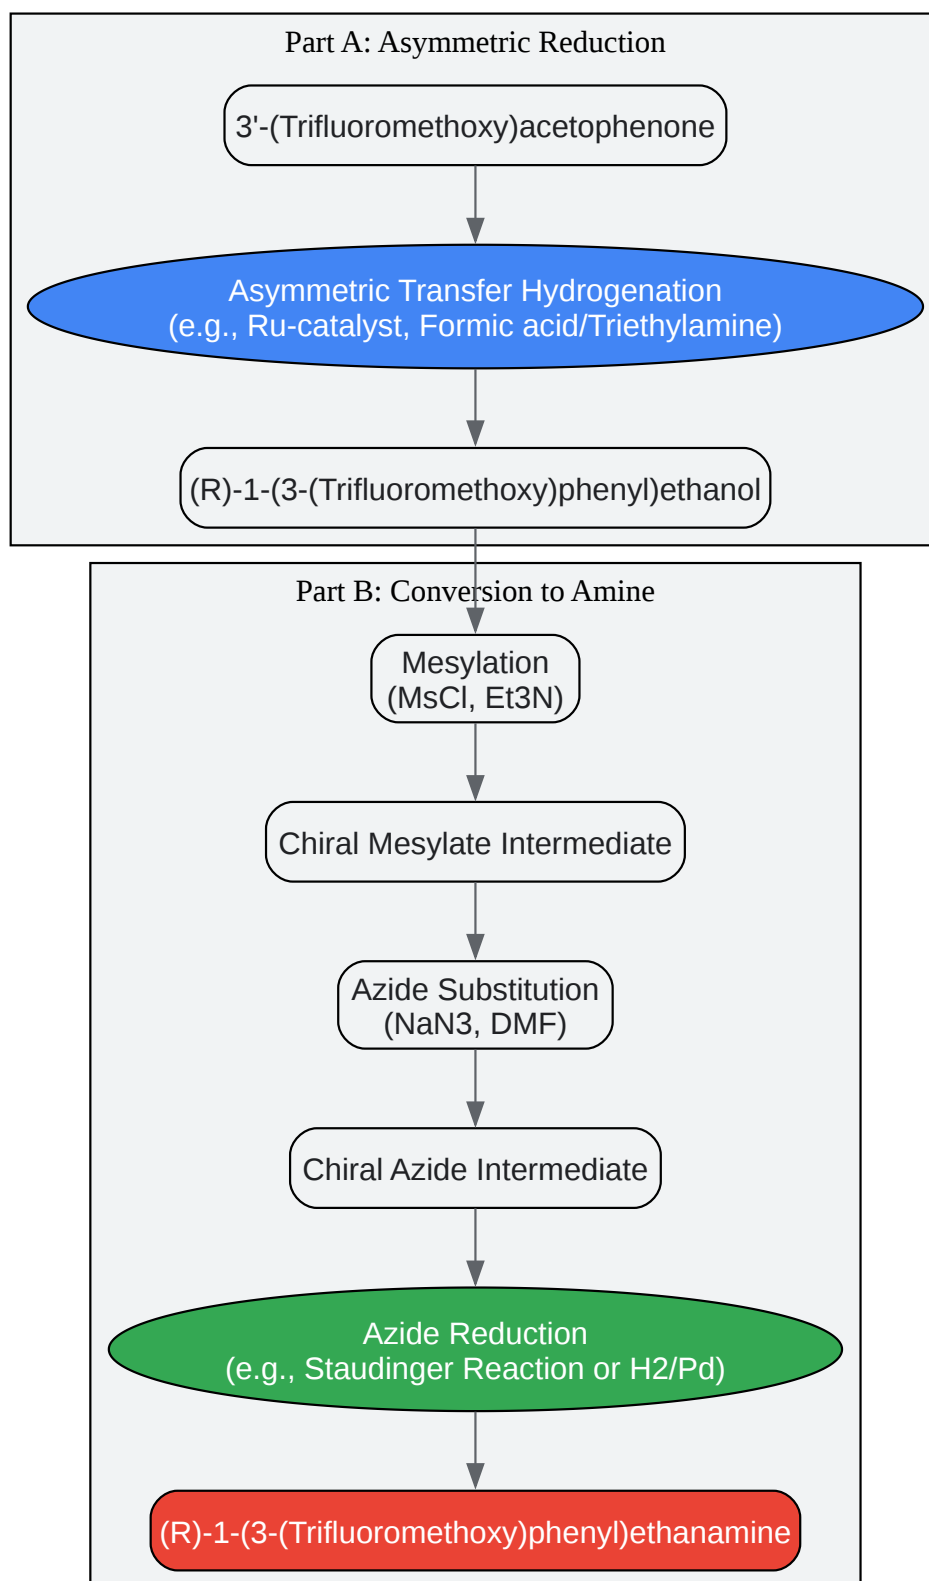 Part A: Asymmetric Reduction
3'-(Trifluoromethoxy)acetophenone
Asymmetric Transfer Hydrogenation
(e.g., Ru-catalyst, Formic acid/Triethylamine)
(R)-1-(3-(Trifluoromethoxy)phenyl)ethanol
Part B: Conversion to Amine
Mesylation
(MsCl, Et3N)
Chiral Mesylate Intermediate
Azide Substitution
(NaN3, DMF)
Chiral Azide Intermediate
Azide Reduction
(e.g., Staudinger Reaction or H2/Pd)
(R)-1-(3-(Trifluoromethoxy)phenyl)ethanamine